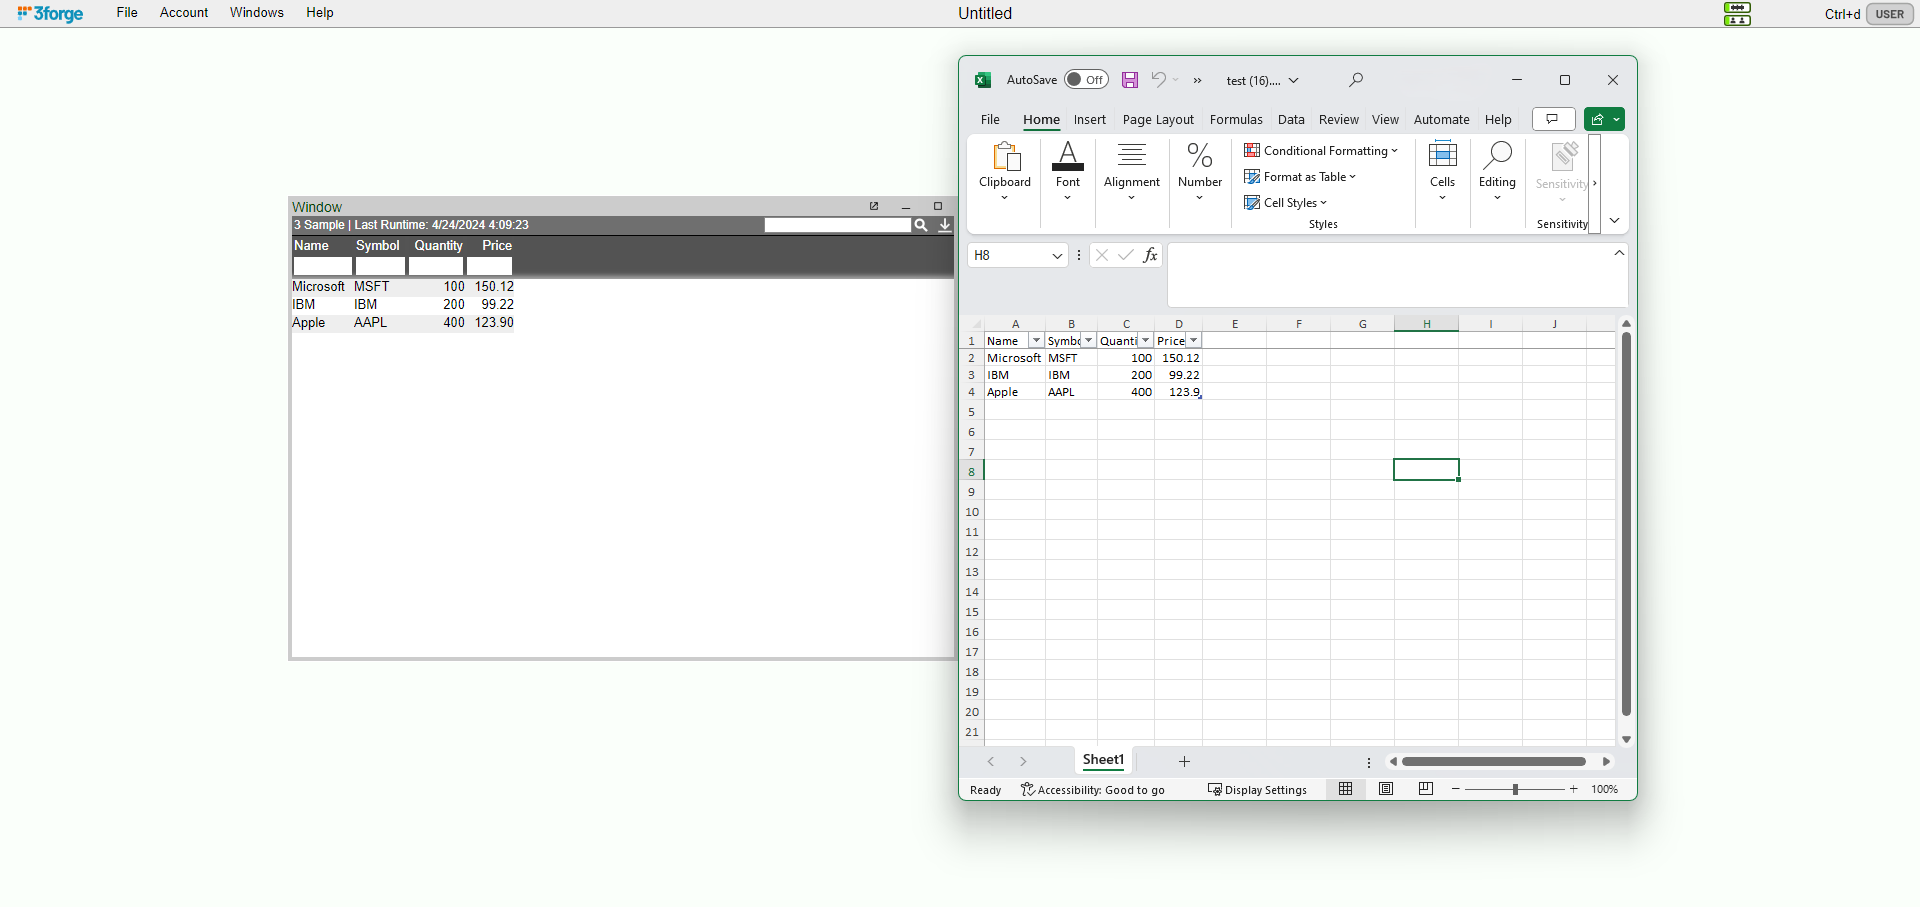 3forge File Account Windows Help Untitled Ctrl+d USER
Window
3 Sample | Last Runtime: 4/24/2024 4:09:23
Name Symbol Quantity Price
Microsoft MSFT 100 150.12
IBM IBM 200 99.22
Apple AAPL 400 123.90
AutoSave Off test (16)....
File Home Insert Page Layout Formulas Data Review View Automate Help
Clipboard Font Alignment Number
Conditional Formatting
Format as Table
Cell Styles
Styles
Cells Editing Sensitivity
Sensitivity
H8 fx
A B C D E F G H I J
1 Name Symbo Quanti Price
2 Microsoft MSFT 100 150.12
3 IBM IBM 200 99.22
4 Apple AAPL 400 123.9
5
6
7
8
9
10
11
12
13
14
15
16
17
18
19
20
21
Sheet1
Ready Accessibility: Good to go Display Settings 100%